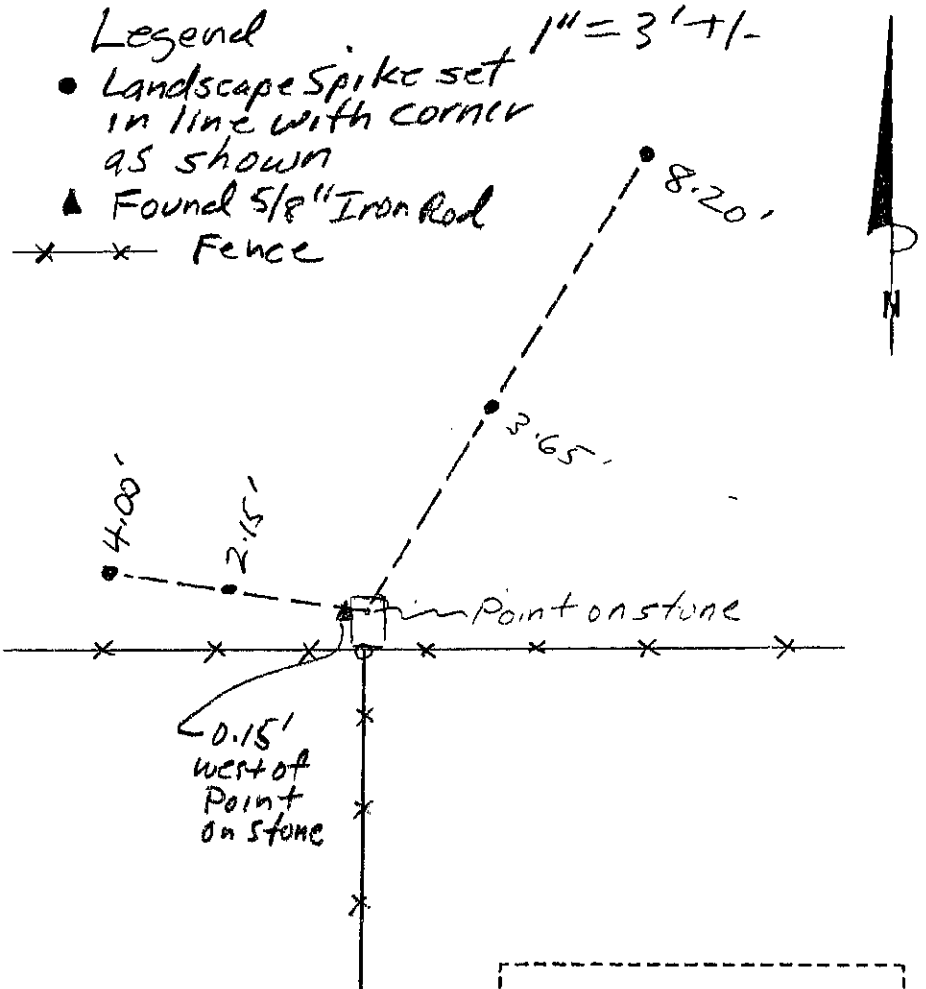 Legend
1" = 3' +/-
Landscape Spike set
in line with corner
as shown
Found 5/8" Iron Rod
Fence
8.20'
N
3.65'
4.00'
2.15'
Point on stone
0.15'
west of
Point
on stone